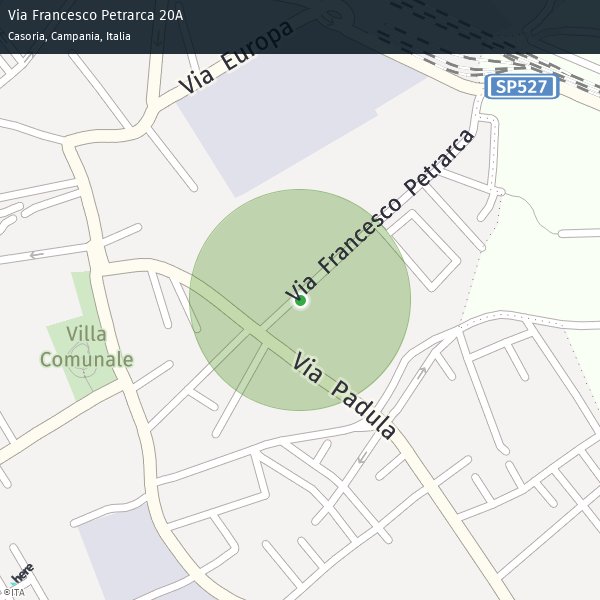 Via Francesco Petrarca 20A
Casoria, Campania, Italia
Via Europa
SP527
Via Francesco Petrarca
Villa
Comunale
Via Padula
here
©ITA